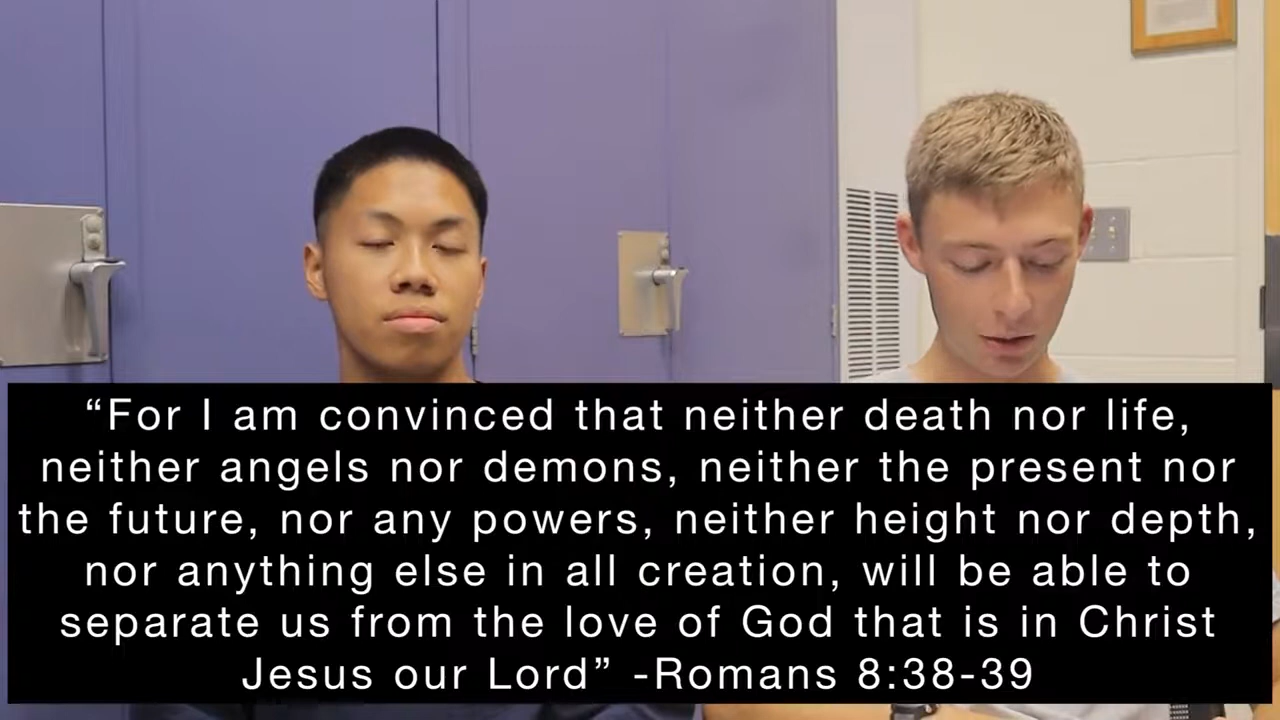 “For I am convinced that neither death nor life,
neither angels nor demons, neither the present nor
the future, nor any powers, neither height nor depth,
nor anything else in all creation, will be able to
separate us from the love of God that is in Christ
Jesus our Lord” -Romans 8:38-39